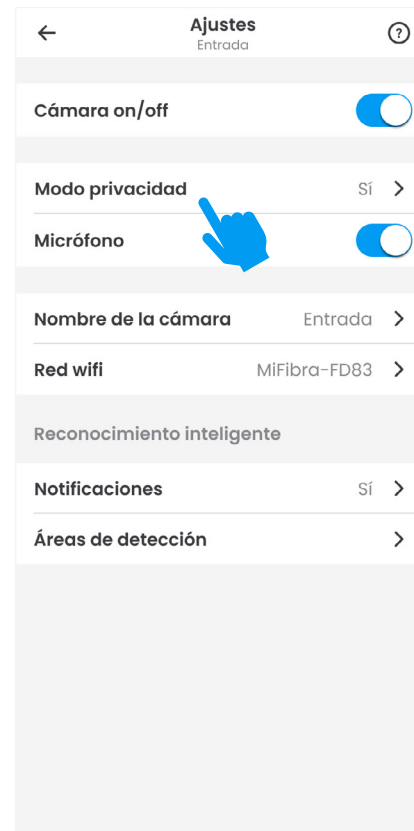 Ajustes
Entrada
Cámara on/off
Modo privacidad Sí
Micrófono
Nombre de la cámara Entrada
Red wifi MiFibra-FD83
Reconocimiento inteligente
Notificaciones Sí
Áreas de detección